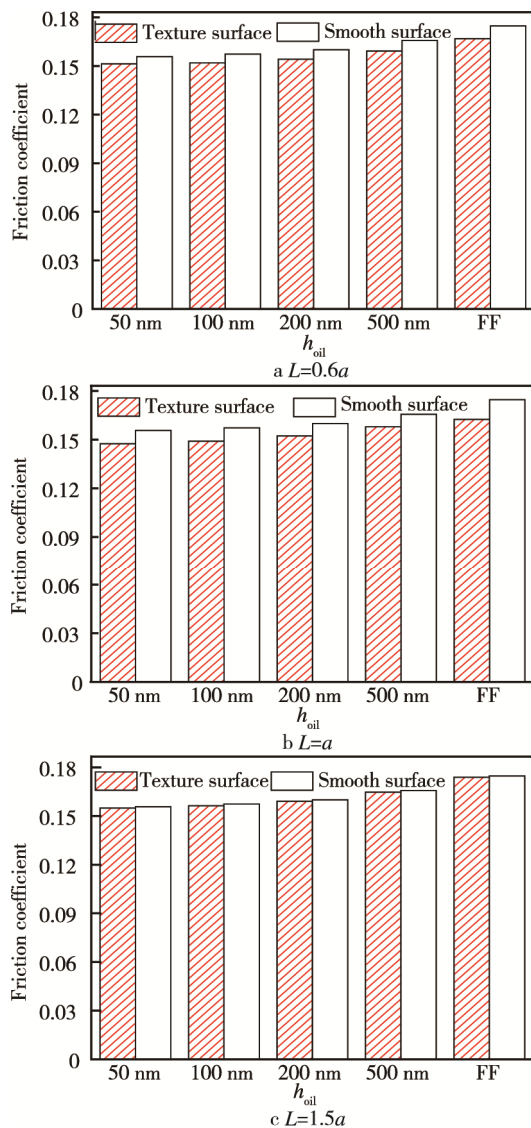 Texture surface Smooth surface
0.18
0.15
0.12
0.09
0.06
0.03
0
Friction coefficient
50 nm 100 nm 200 nm 500 nm FF
h_oil
a L=0.6a
Texture surface Smooth surface
0.18
0.15
0.12
0.09
0.06
0.03
0
Friction coefficient
50 nm 100 nm 200 nm 500 nm FF
h_oil
b L=a
Texture surface Smooth surface
0.18
0.15
0.12
0.09
0.06
0.03
0
Friction coefficient
50 nm 100 nm 200 nm 500 nm FF
h_oil
c L=1.5a